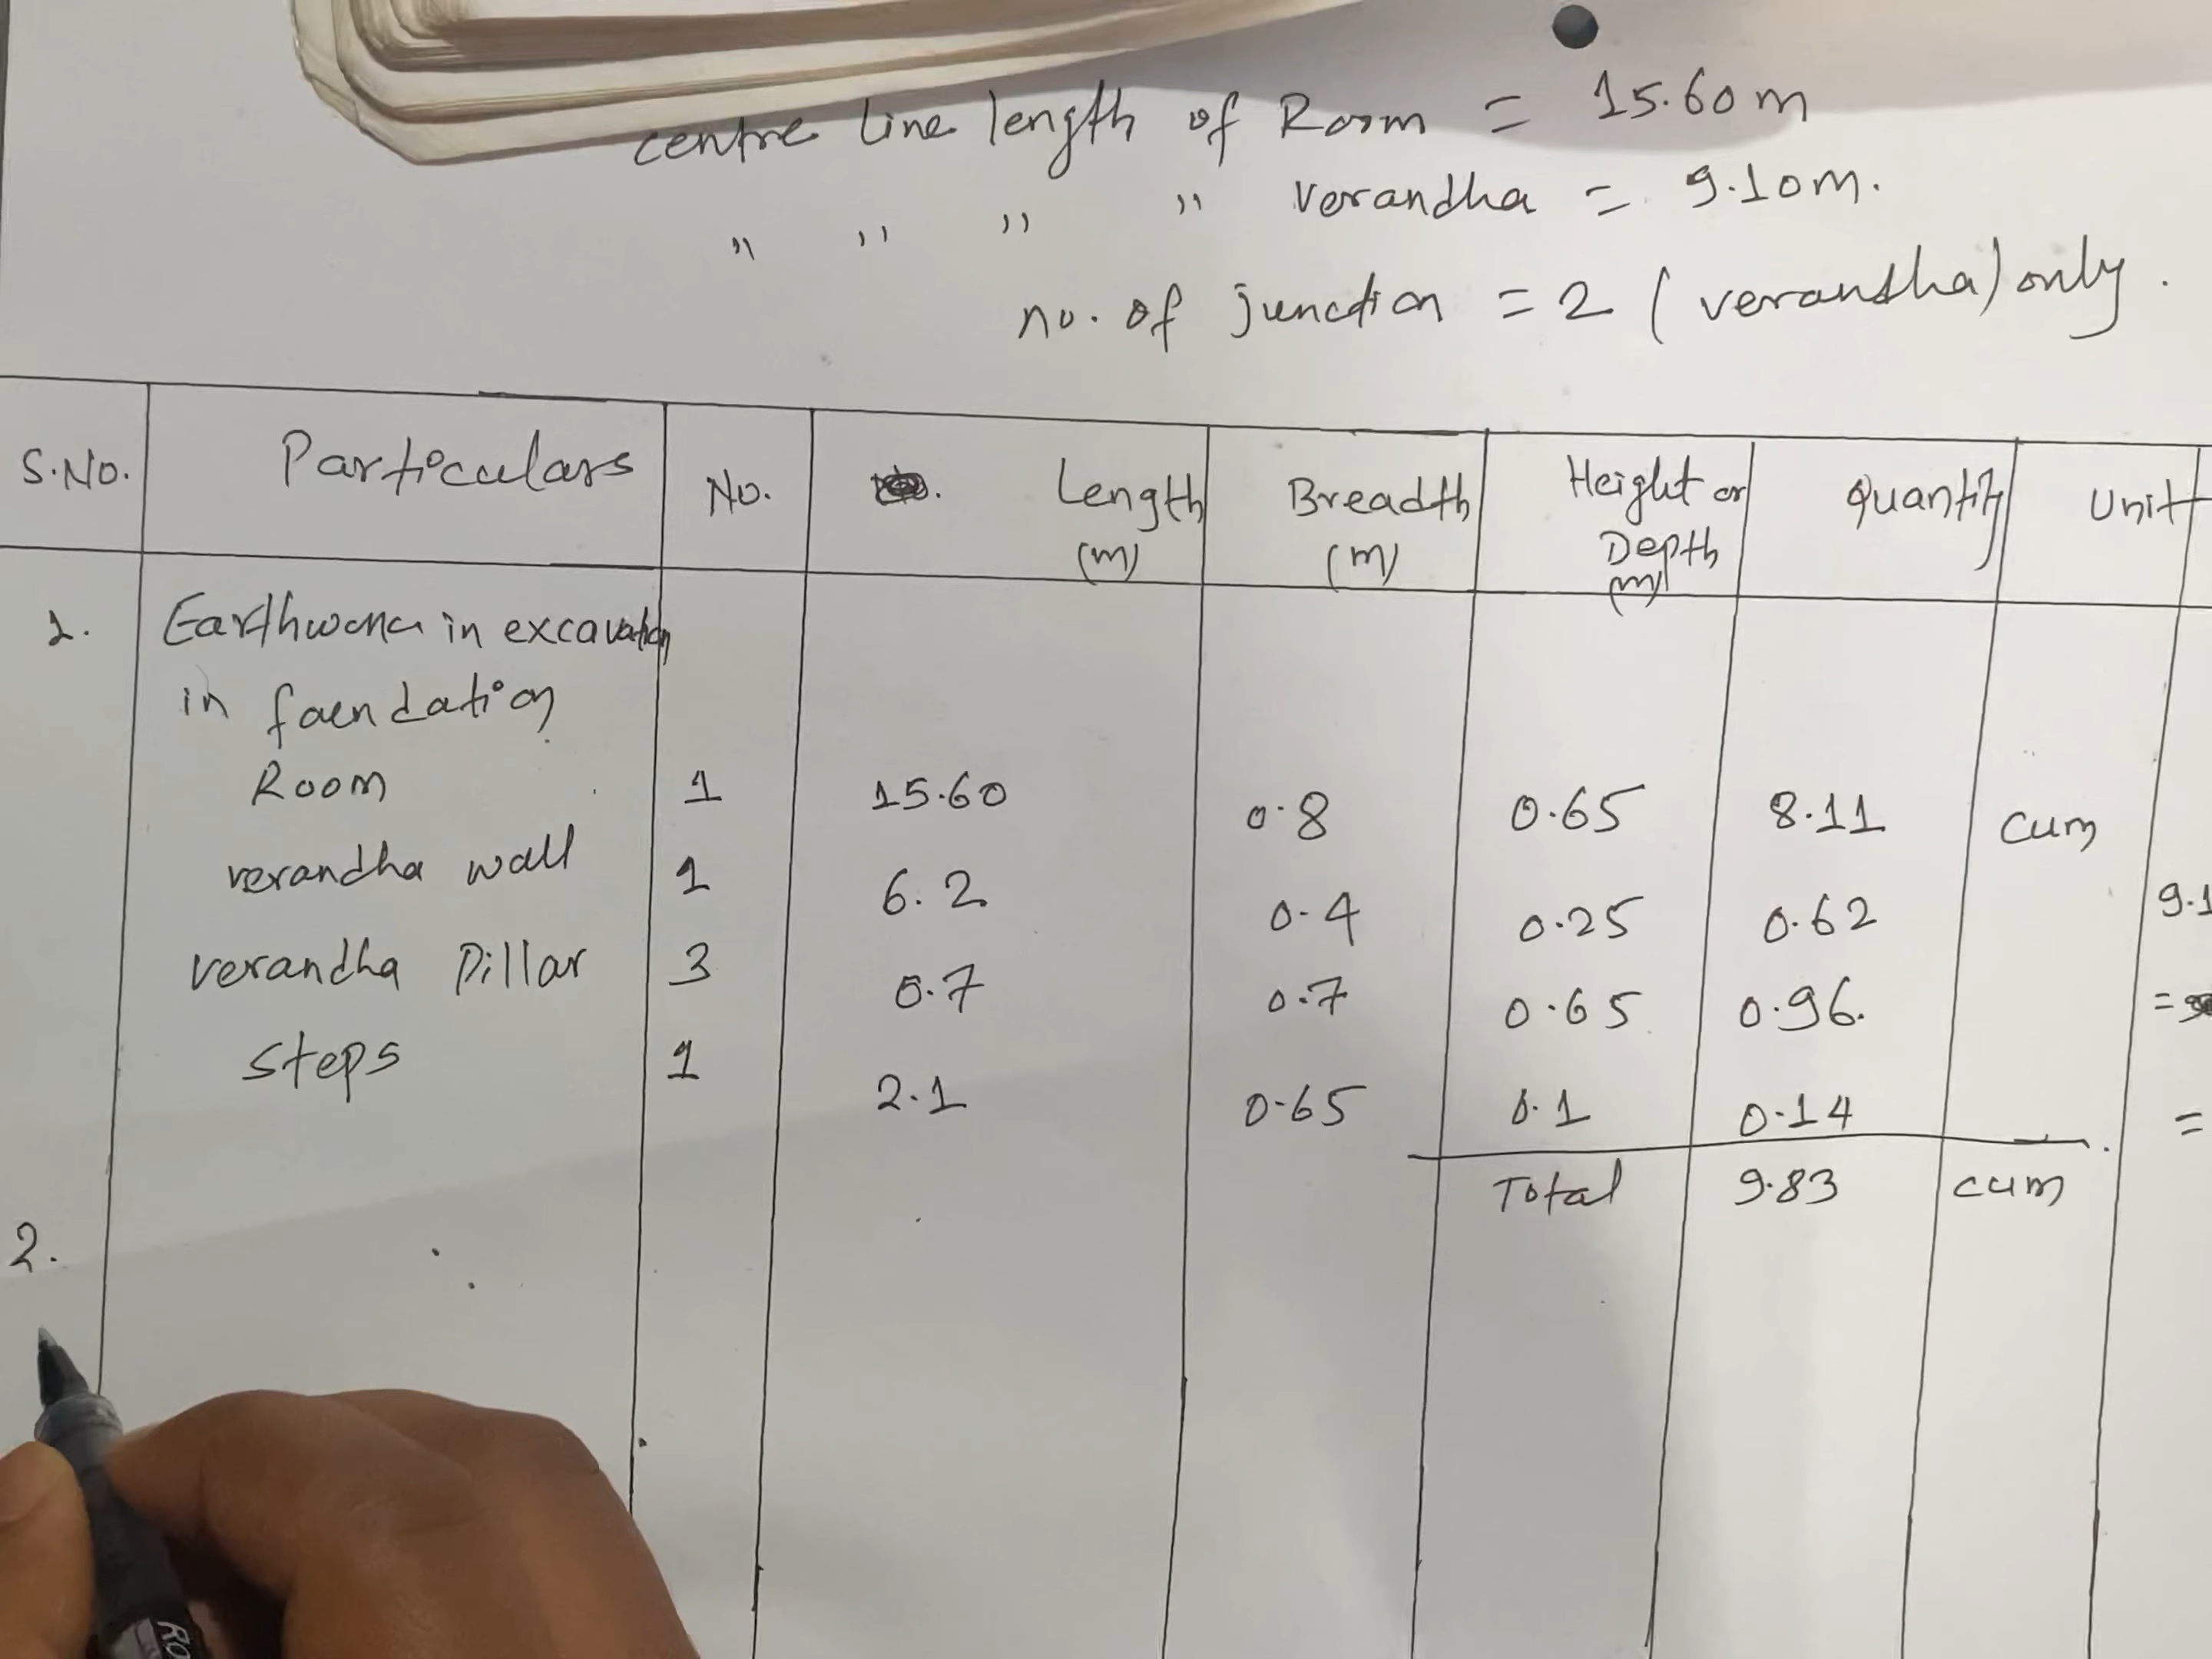 centre line length of Room = 15.60 m
" " " " Verandha = 9.10m.
no. of junction = 2 (verandha) only.
S.No. Particulars No. Length (m) Breadth (m) Height or Depth (m) Quantity Unit
1. Earthwork in excavation
in foundation
Room 1 15.60 0.8 0.65 8.11 cum
verandha wall 1 6.2 0.4 0.25 0.62
verandha Pillar 3 0.7 0.7 0.65 0.96.
steps 1 2.1 0.65 0.1 0.14
Total 9.83 cum
2.
9.1
=
=